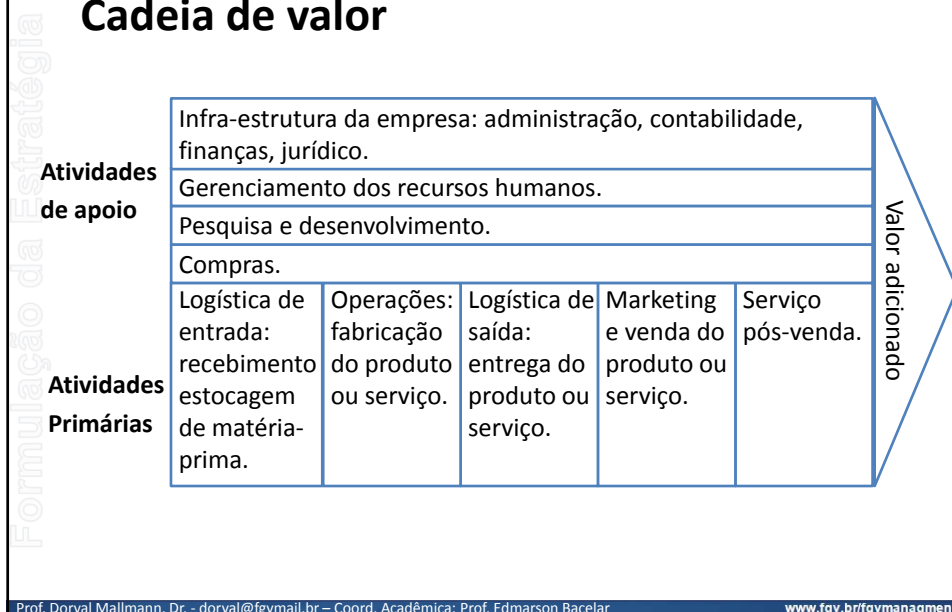 Cadeia de valor
Formulação da Estratégia
Atividades
de apoio
Infra-estrutura da empresa: administração, contabilidade,
finanças, jurídico.
Gerenciamento dos recursos humanos.
Pesquisa e desenvolvimento.
Compras.
Atividades
Primárias
Logística de
entrada:
recebimento
estocagem
de matéria-
prima.
Operações:
fabricação
do produto
ou serviço.
Logística de
saída:
entrega do
produto ou
serviço.
Marketing
e venda do
produto ou
serviço.
Serviço
pós-venda.
Valor adicionado
Prof. Dorval Mallmann, Dr. - dorval@fgvmail.br – Coord. Acadêmica: Prof. Edmarson Bacelar
www.fgv.br/fgvmanagmen